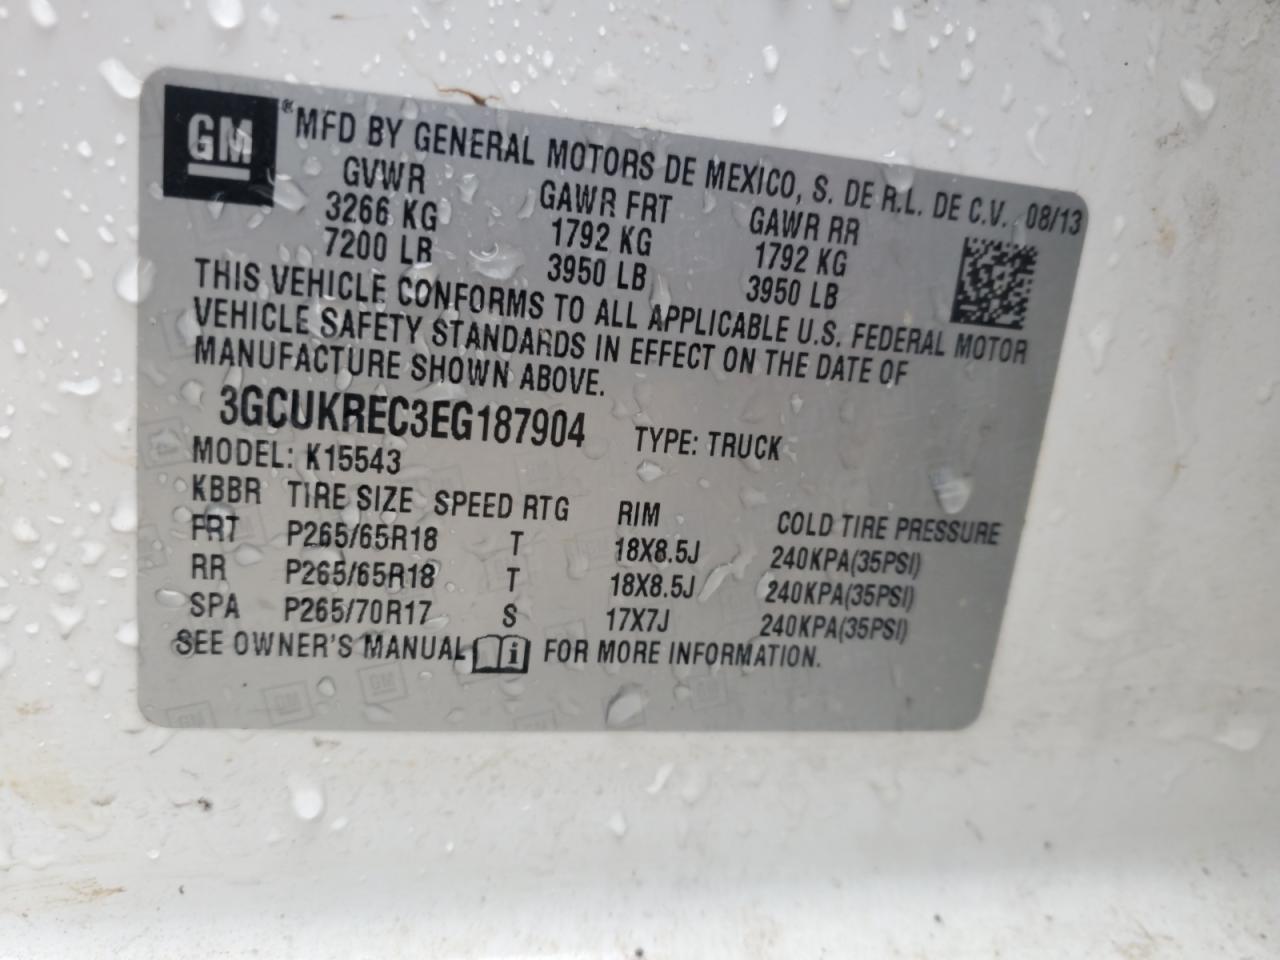 GM
®MFD BY GENERAL MOTORS DE MEXICO, S. DE R.L. DE C.V. 08/13
GVWR GAWR FRT GAWR RR
3266 KG 1792 KG 1792 KG
7200 LB 3950 LB 3950 LB
THIS VEHICLE CONFORMS TO ALL APPLICABLE U.S. FEDERAL MOTOR
VEHICLE SAFETY STANDARDS IN EFFECT ON THE DATE OF
MANUFACTURE SHOWN ABOVE.
3GCUKREC3EG187904 TYPE: TRUCK
MODEL: K15543
KBBR TIRE SIZE SPEED RTG RIM COLD TIRE PRESSURE
FRT P265/65R18 T 18X8.5J 240KPA(35PSI)
RR P265/65R18 T 18X8.5J 240KPA(35PSI)
SPA P265/70R17 S 17X7J 240KPA(35PSI)
SEE OWNER'S MANUAL i FOR MORE INFORMATION.